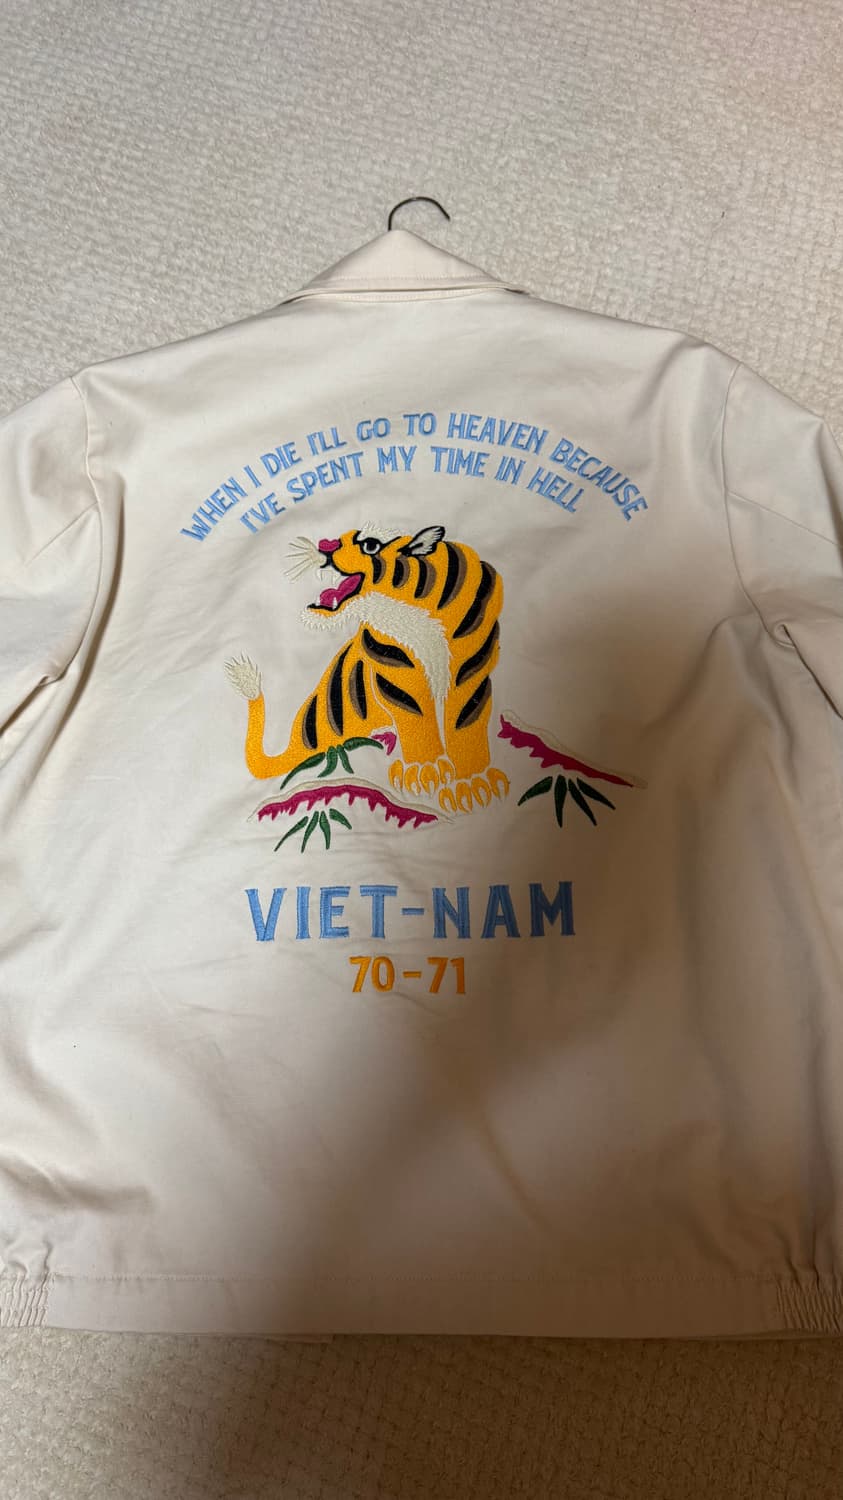 WHEN I DIE I'LL GO TO HEAVEN BECAUSE
I'VE SPENT MY TIME IN HELL
VIET-NAM
70-71